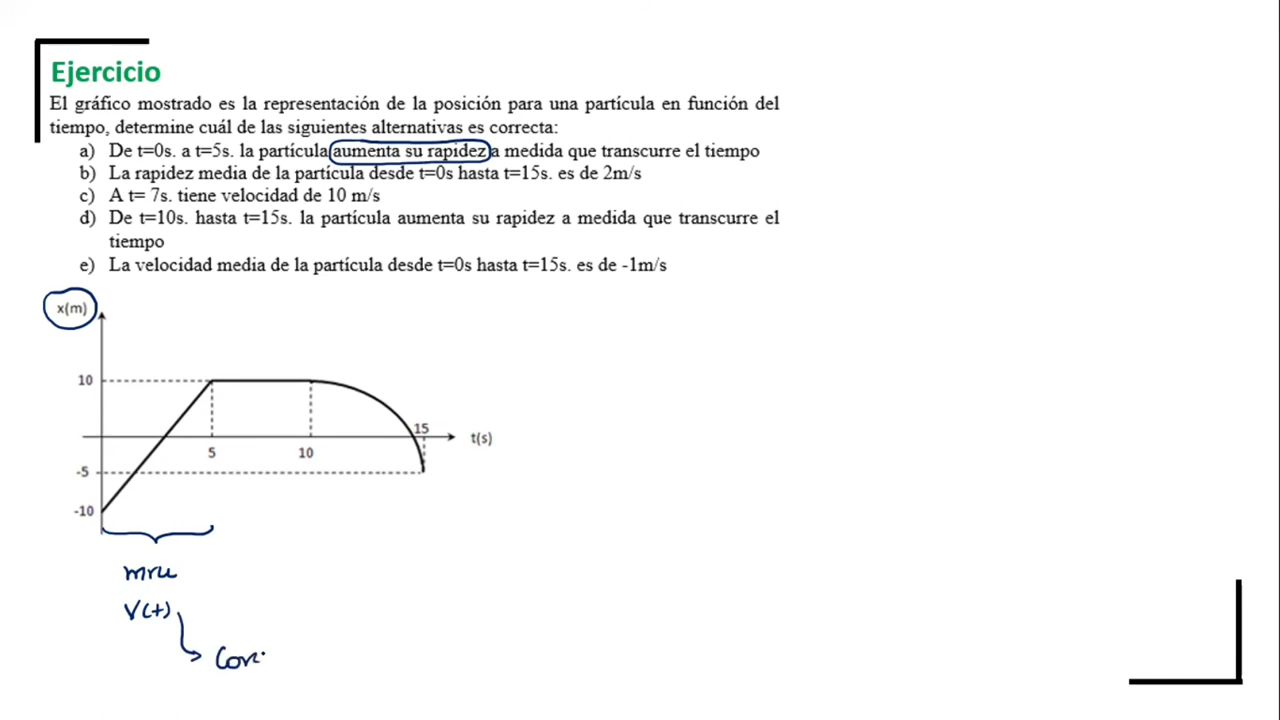 Ejercicio
El gráfico mostrado es la representación de la posición para una partícula en función del
tiempo, determine cuál de las siguientes alternativas es correcta:
a) De t=0s. a t=5s. la partícula aumenta su rapidez a medida que transcurre el tiempo
b) La rapidez media de la partícula desde t=0s hasta t=15s. es de 2m/s
c) A t= 7s. tiene velocidad de 10 m/s
d) De t=10s. hasta t=15s. la partícula aumenta su rapidez a medida que transcurre el
tiempo
e) La velocidad media de la partícula desde t=0s hasta t=15s. es de -1m/s
x(m)
10
15
t(s)
5
10
-5
-10
mru
V(+)